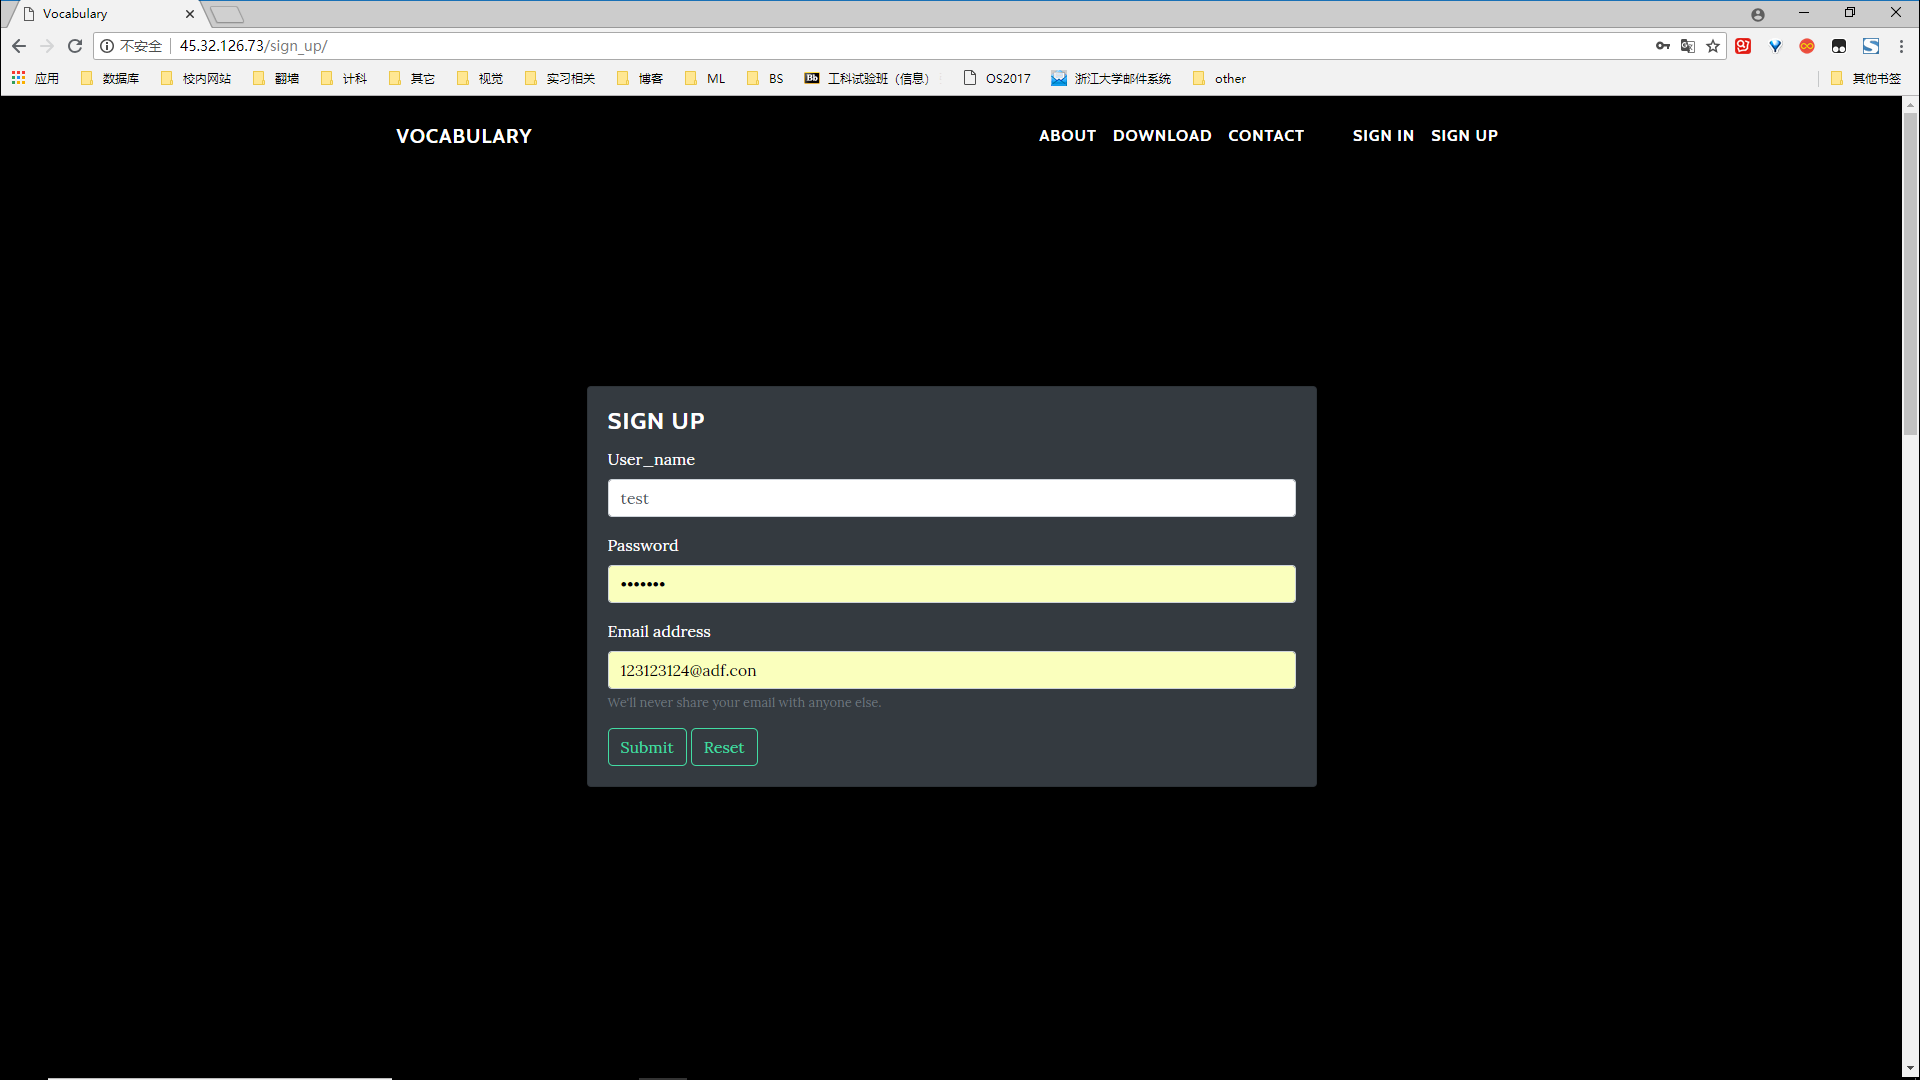 Vocabulary
不安全 45.32.126.73/sign_up/
应用 数据库 校内网站 翻墙 计科 其它 视觉 实习相关 博客 ML BS Bb 工科试验班（信息） OS2017 浙江大学邮件系统 other 其他书签
VOCABULARY ABOUT DOWNLOAD CONTACT SIGN IN SIGN UP
SIGN UP
User_name
test
Password
•••••••
Email address
123123124@adf.con
We'll never share your email with anyone else.
Submit Reset